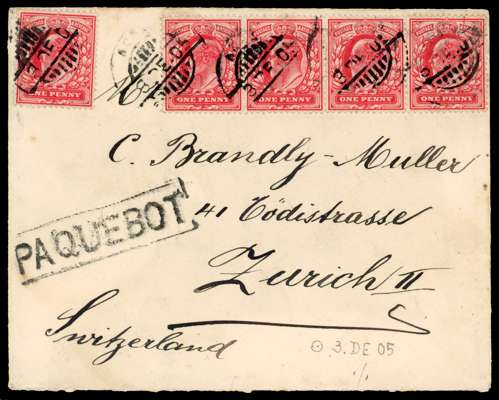 ONE PENNY ONE PENNY ONE PENNY ONE PENNY ONE PENNY
C. Brandly-Muller
41 Tödistrasse
PAQUEBOT
Zurich II
Switzerland
3. DE 05